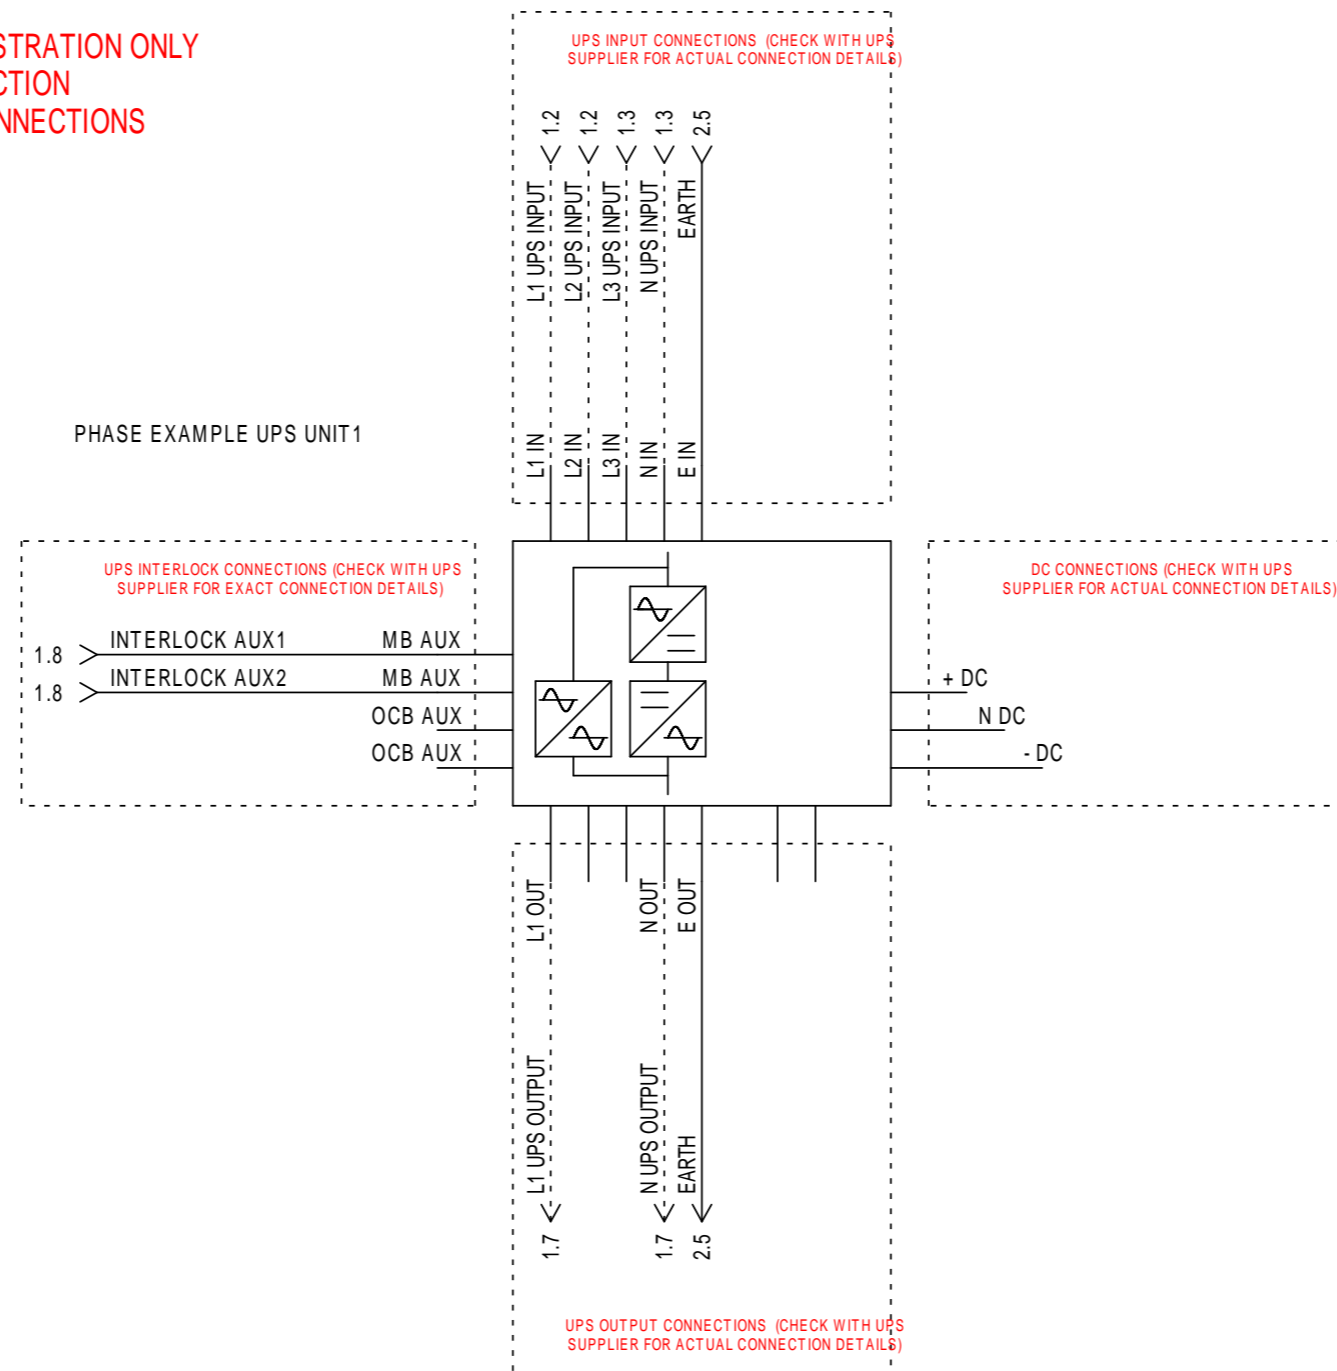 STRATION ONLY
CTION
NNECTIONS
UPS INPUT CONNECTIONS (CHECK WITH UPS
SUPPLIER FOR ACTUAL CONNECTION DETAILS)
1.2
1.2
1.3
1.3
2.5
L1 UPS INPUT
L2 UPS INPUT
L3 UPS INPUT
N UPS INPUT
EARTH
PHASE EXAMPLE UPS UNIT1
L1 IN
L2 IN
L3 IN
N IN
E IN
UPS INTERLOCK CONNECTIONS (CHECK WITH UPS
SUPPLIER FOR EXACT CONNECTION DETAILS)
1.8 INTERLOCK AUX1 MB AUX
1.8 INTERLOCK AUX2 MB AUX
OCB AUX
OCB AUX
DC CONNECTIONS (CHECK WITH UPS
SUPPLIER FOR ACTUAL CONNECTION DETAILS)
+ DC
N DC
- DC
L1 OUT
N OUT
E OUT
L1 UPS OUTPUT
N UPS OUTPUT
EARTH
1.7
1.7
2.5
UPS OUTPUT CONNECTIONS (CHECK WITH UPS
SUPPLIER FOR ACTUAL CONNECTION DETAILS)